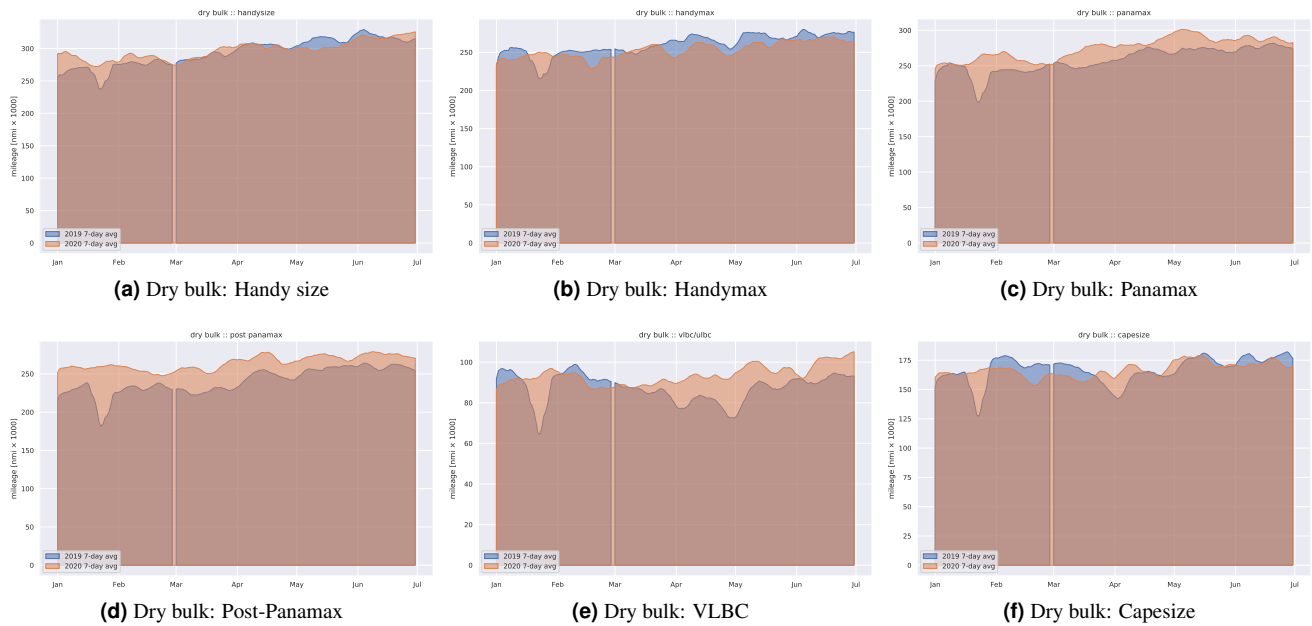 dry bulk :: handysize
mileage [nmi × 1000]
300
250
200
150
100
50
0
2019 7-day avg
2020 7-day avg
Jan Feb Mar Apr May Jun Jul
(a) Dry bulk: Handy size
dry bulk :: handymax
250
200
150
100
50
0
2019 7-day avg
2020 7-day avg
Jan Feb Mar Apr May Jun Jul
(b) Dry bulk: Handymax
dry bulk :: panamax
mileage [nmi × 1000]
300
250
200
150
100
50
0
2019 7-day avg
2020 7-day avg
Jan Feb Mar Apr May Jun Jul
(c) Dry bulk: Panamax
dry bulk :: post panamax
mileage [nmi × 1000]
250
200
150
100
50
0
2019 7-day avg
2020 7-day avg
Jan Feb Mar Apr May Jun Jul
(d) Dry bulk: Post-Panamax
dry bulk :: vlbc/ulbc
mileage [nmi × 1000]
100
80
60
40
20
0
2019 7-day avg
2020 7-day avg
Jan Feb Mar Apr May Jun Jul
(e) Dry bulk: VLBC
dry bulk :: capesize
mileage [nmi × 1000]
175
150
125
100
75
50
25
0
2019 7-day avg
2020 7-day avg
Jan Feb Mar Apr May Jun Jul
(f) Dry bulk: Capesize